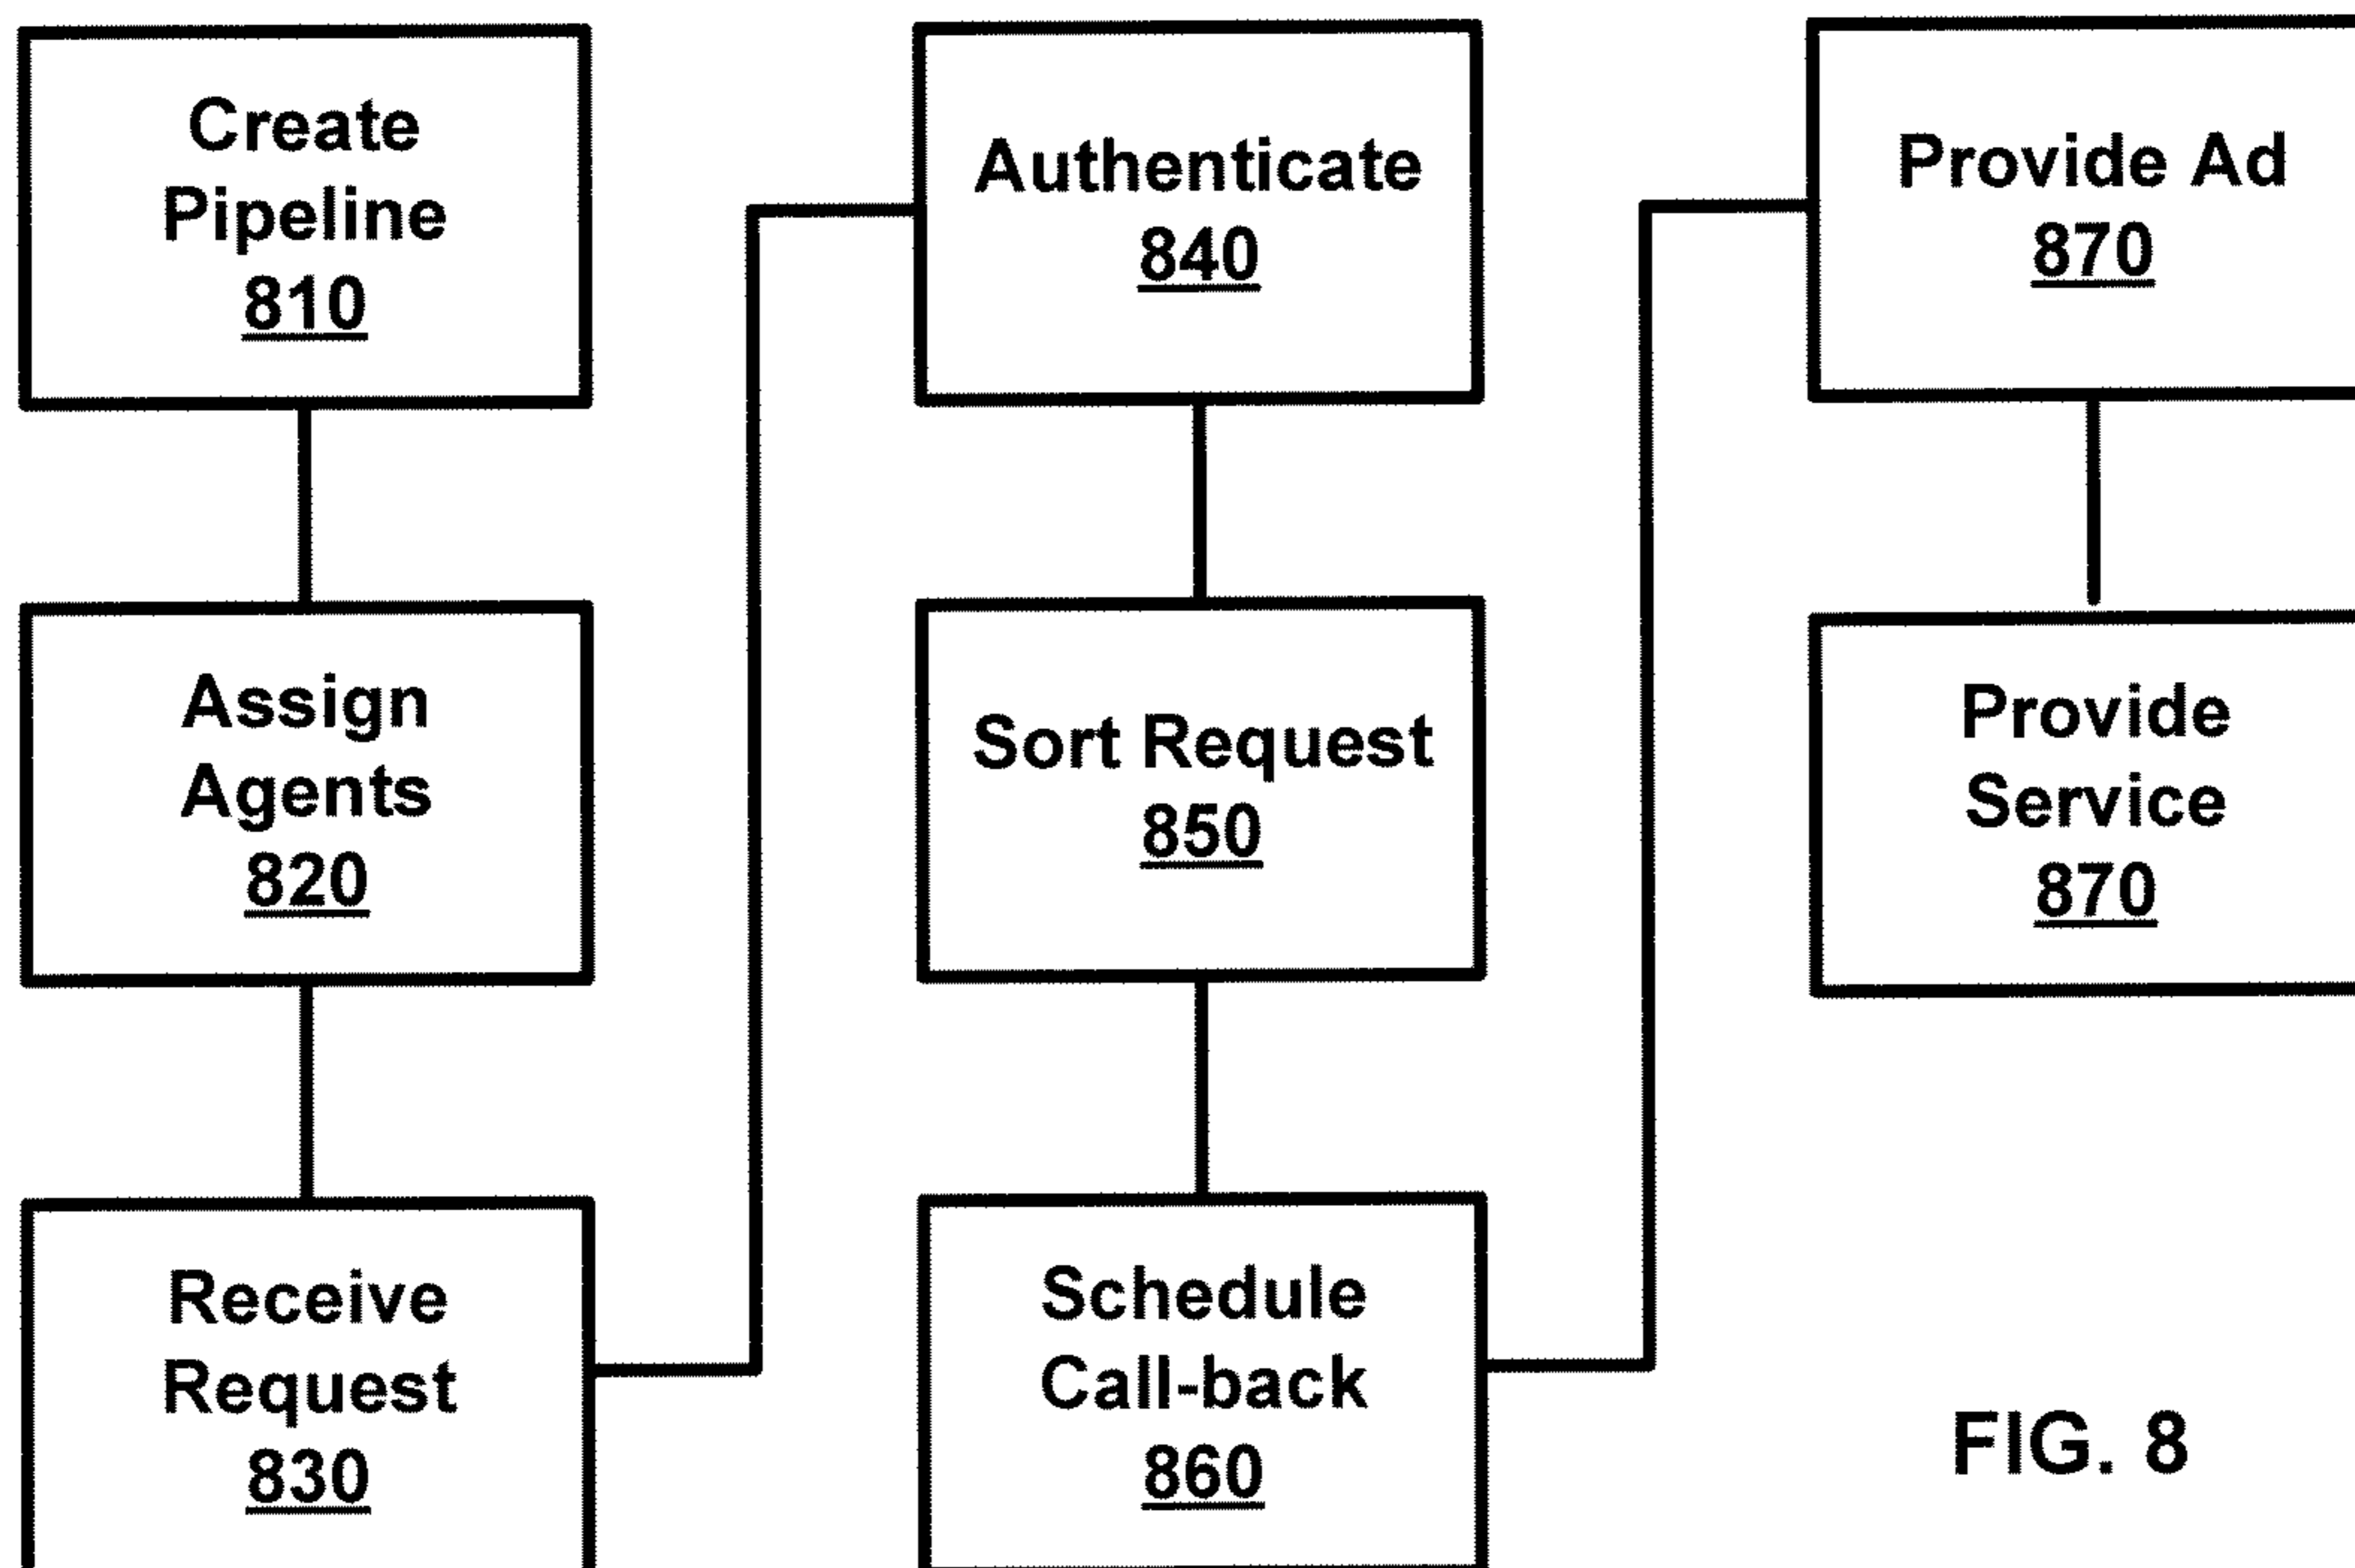 Create
Pipeline
810
Assign
Agents
820
Receive
Request
830
Authenticate
840
Sort Request
850
Schedule
Call-back
860
Provide Ad
870
Provide
Service
870
FIG. 8